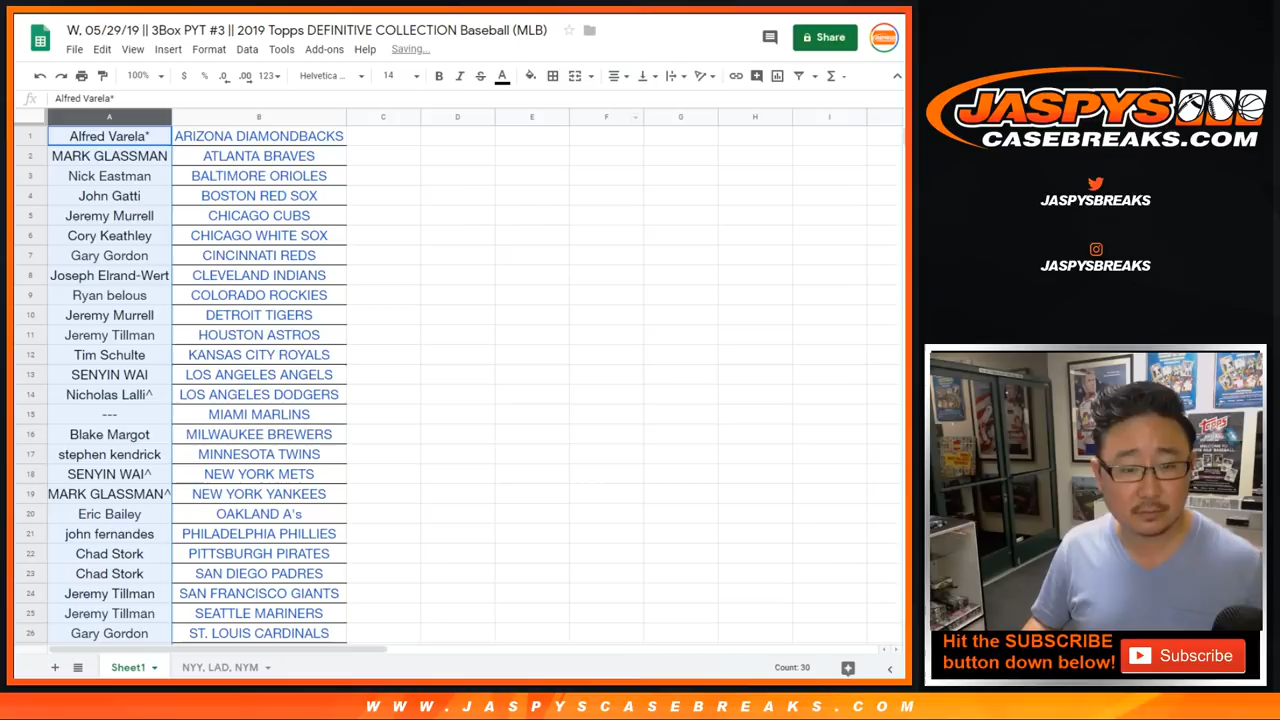 W, 05/29/19 || 3Box PYT #3 || 2019 Topps DEFINITIVE COLLECTION Baseball (MLB)
File Edit View Insert Format Data Tools Add-ons Help Saving...
Share
100% $ % .0 .00 123 Helvetica ... 14 B I S A
fx Alfred Varela*
A B C D E F G H I
1 Alfred Varela* ARIZONA DIAMONDBACKS
2 MARK GLASSMAN ATLANTA BRAVES
3 Nick Eastman BALTIMORE ORIOLES
4 John Gatti BOSTON RED SOX
5 Jeremy Murrell CHICAGO CUBS
6 Cory Keathley CHICAGO WHITE SOX
7 Gary Gordon CINCINNATI REDS
8 Joseph Elrand-Wert CLEVELAND INDIANS
9 Ryan belous COLORADO ROCKIES
10 Jeremy Murrell DETROIT TIGERS
11 Jeremy Tillman HOUSTON ASTROS
12 Tim Schulte KANSAS CITY ROYALS
13 SENYIN WAI LOS ANGELES ANGELS
14 Nicholas Lalli^ LOS ANGELES DODGERS
15 --- MIAMI MARLINS
16 Blake Margot MILWAUKEE BREWERS
17 stephen kendrick MINNESOTA TWINS
18 SENYIN WAI^ NEW YORK METS
19 MARK GLASSMAN^ NEW YORK YANKEES
20 Eric Bailey OAKLAND A's
21 john fernandes PHILADELPHIA PHILLIES
22 Chad Stork PITTSBURGH PIRATES
23 Chad Stork SAN DIEGO PADRES
24 Jeremy Tillman SAN FRANCISCO GIANTS
25 Jeremy Tillman SEATTLE MARINERS
26 Gary Gordon ST. LOUIS CARDINALS
Sheet1 NYY, LAD, NYM Count: 30
JASPYS
CASEBREAKS.COM
JASPYSBREAKS
JASPYSBREAKS
TOPPS
Hit the SUBSCRIBE
button down below!
Subscribe
WWW.JASPYSCASEBREAKS.COM